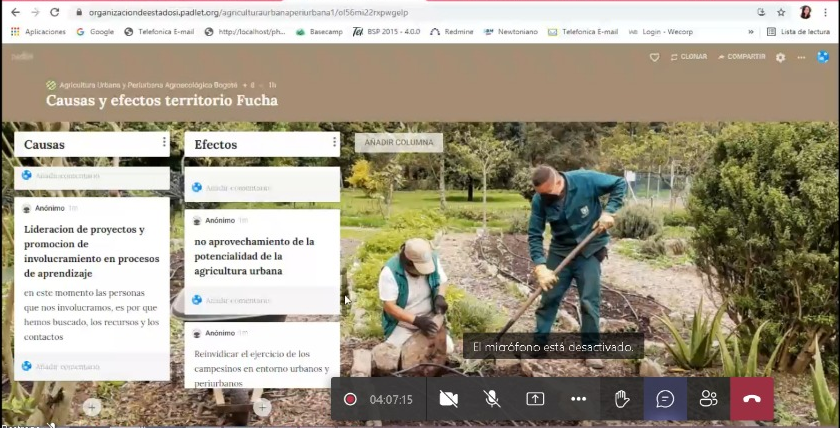 organizaciondeestadosi.padlet.org/agriculturaurbanaperiurbana1/ol56mi22rxpwgelp
Aplicaciones Google Telefonica E-mail http://localhost/ph... Basecamp BSP 2015 - 4.0.0 Redmine Newtoniano Telefónica E-mail Login - Wecorp » Lista de lectura
padlet
CLONAR COMPARTIR
Agricultura Urbana y Periurbana Agroecológica Bogotá + 8 1h
Causas y efectos territorio Fucha
Causas
Añadir comentario
Anónimo 1m
Lideracion de proyectos y
promocion de
involucramiento en procesos
de aprendizaje
en este momento las personas
que nos involucramos, es por que
hemos buscado, los recursos y los
contactos
Añadir comentario
Efectos
Añadir comentario
Anónimo 1m
no aprovechamiento de la
potencialidad de la
agricultura urbana
Añadir comentario
Anónimo 1m
Reinvidicar el ejercicio de los
campesinos en entorno urbanos y
periurbanos
AÑADIR COLUMNA
El micrófono está desactivado.
04:07:15